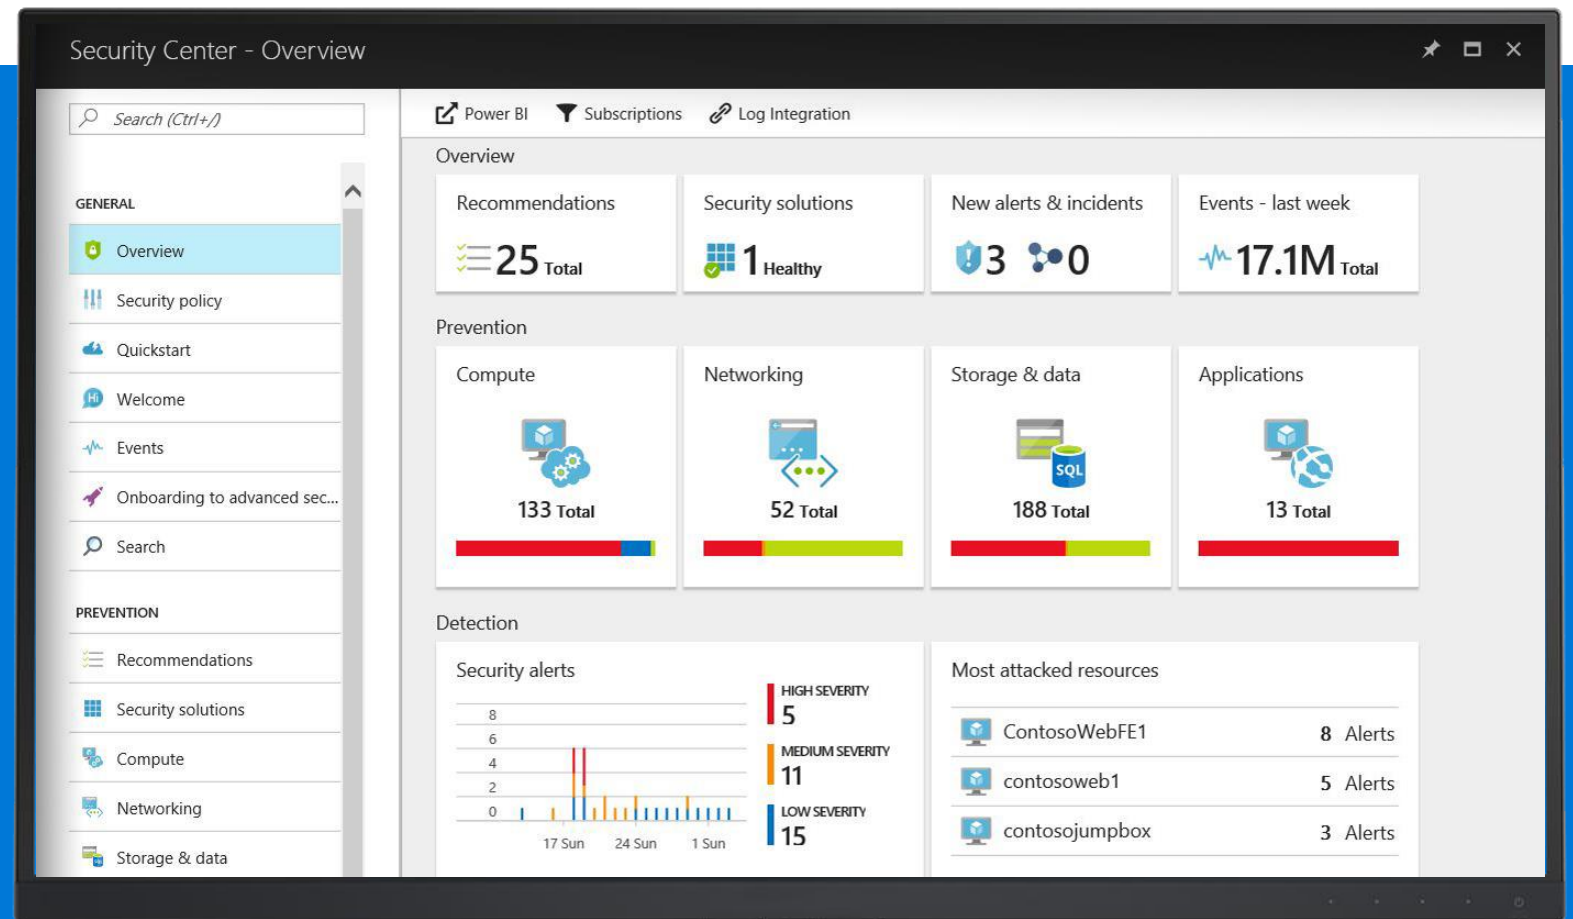 Security Center - Overview
Search (Ctrl+/)
GENERAL
Overview
Security policy
Quickstart
Welcome
Hi
Events
Onboarding to advanced sec...
Search
PREVENTION
Recommendations
Security solutions
Compute
Networking
Storage & data
Power BI Subscriptions Log Integration
Overview
Recommendations
25 Total
Security solutions
1 Healthy
New alerts & incidents
3 0
Events - last week
17.1M Total
Prevention
Compute
133 Total
Networking
52 Total
Storage & data
SQL
188 Total
Applications
13 Total
Detection
Security alerts
8
6
4
2
0
17 Sun 24 Sun 1 Sun
HIGH SEVERITY
5
MEDIUM SEVERITY
11
LOW SEVERITY
15
Most attacked resources
ContosoWebFE1 8 Alerts
contosoweb1 5 Alerts
contosojumpbox 3 Alerts